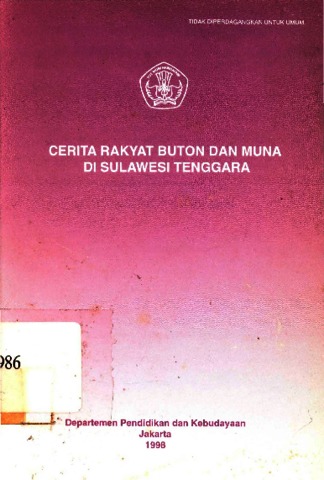 TIDAK DIPERDAGANGKAN UNTUK UMUM
CERITA RAKYAT BUTON DAN MUNA
DI SULAWESI TENGGARA
986
Departemen Pendidikan dan Kebudayaan
Jakarta
1998